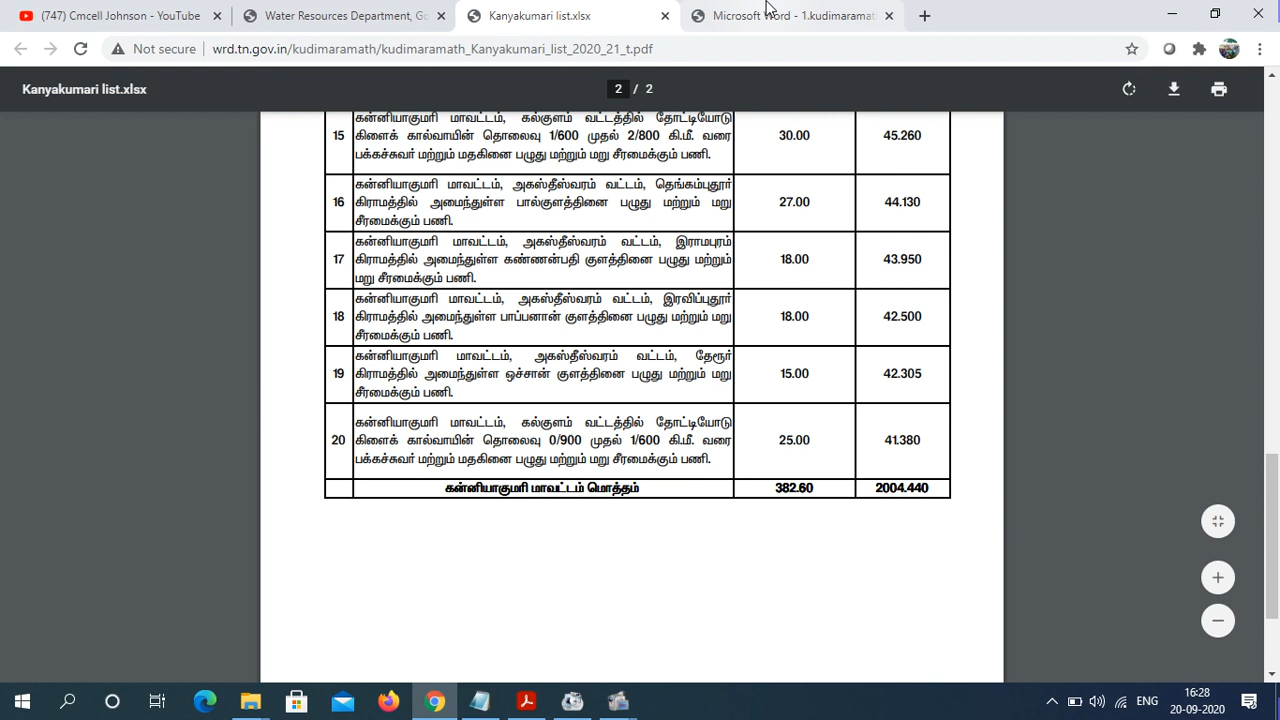 (747) Cmcell Johnson - YouTube
Water Resources Department, Go
Kanyakumari list.xlsx
Microsoft Word - 1.kudimaramat
Not secure
wrd.tn.gov.in/kudimaramath/kudimaramath_Kanyakumari_list_2020_21_t.pdf
Kanyakumari list.xlsx
2 / 2
15 கன்னியாகுமரி மாவட்டம், கல்குளம் வட்டத்தில் தோட்டியோடு 30.00 45.260
கிளைக் கால்வாயின் தொலைவு 1/600 முதல் 2/800 கி.மீ. வரை
பக்கச்சுவர் மற்றும் மதகினை பழுது மற்றும் மறு சீரமைக்கும் பணி.
16 கன்னியாகுமரி மாவட்டம், அகஸ்தீஸ்வரம் வட்டம், தெங்கம்புதூர் 27.00 44.130
கிராமத்தில் அமைந்துள்ள பால்குளத்தினை பழுது மற்றும் மறு
சீரமைக்கும் பணி.
17 கன்னியாகுமரி மாவட்டம், அகஸ்தீஸ்வரம் வட்டம், இராமபுரம் 18.00 43.950
கிராமத்தில் அமைந்துள்ள கண்ணன்பதி குளத்தினை பழுது மற்றும்
மறு சீரமைக்கும் பணி.
18 கன்னியாகுமரி மாவட்டம், அகஸ்தீஸ்வரம் வட்டம், இரவிப்புதூர் 18.00 42.500
கிராமத்தில் அமைந்துள்ள பாப்பனான் குளத்தினை பழுது மற்றும் மறு
சீரமைக்கும் பணி.
19 கன்னியாகுமரி மாவட்டம், அகஸ்தீஸ்வரம் வட்டம், தேரூர் 15.00 42.305
கிராமத்தில் அமைந்துள்ள ஒச்சான் குளத்தினை பழுது மற்றும் மறு
சீரமைக்கும் பணி.
20 கன்னியாகுமரி மாவட்டம், கல்குளம் வட்டத்தில் தோட்டியோடு 25.00 41.380
கிளைக் கால்வாயின் தொலைவு 0/900 முதல் 1/600 கி.மீ. வரை
பக்கச்சுவர் மற்றும் மதகினை பழுது மற்றும் மறு சீரமைக்கும் பணி.
கன்னியாகுமரி மாவட்டம் மொத்தம் 382.60 2004.440
ENG
16:28
20-09-2020